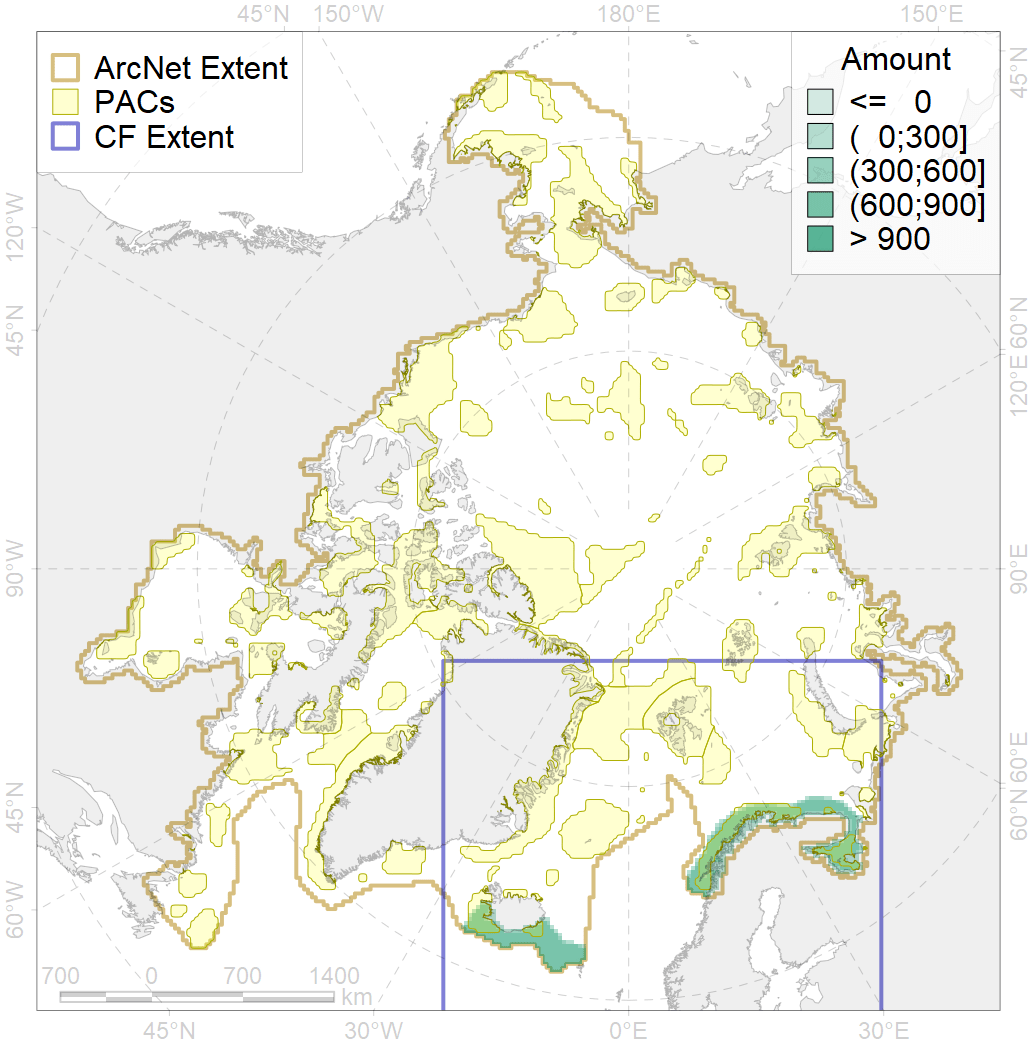 45°N 150°W 180°E 150°E
ArcNet Extent
PACs
CF Extent
Amount
<= 0
( 0;300]
(300;600]
(600;900]
> 900
45°N
120°W
45°N
60°N
120°E
90°W
90°E
60°E
45°N
60°N
60°W
700 0 700 1400
km
45°N 30°W 0°E 30°E